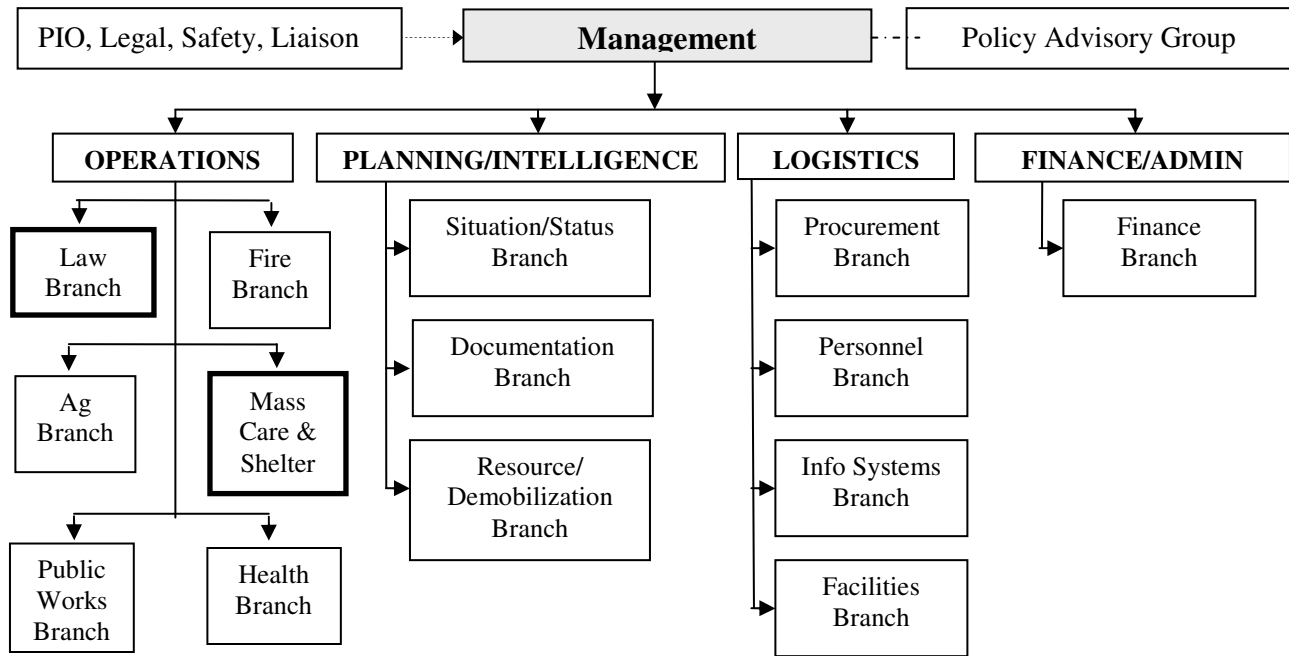 PIO, Legal, Safety, Liaison
Management
Policy Advisory Group
OPERATIONS
PLANNING/INTELLIGENCE
LOGISTICS
FINANCE/ADMIN
Law
Branch
Fire
Branch
Ag
Branch
Mass
Care &
Shelter
Public
Works
Branch
Health
Branch
Situation/Status
Branch
Documentation
Branch
Resource/
Demobilization
Branch
Procurement
Branch
Personnel
Branch
Info Systems
Branch
Facilities
Branch
Finance
Branch